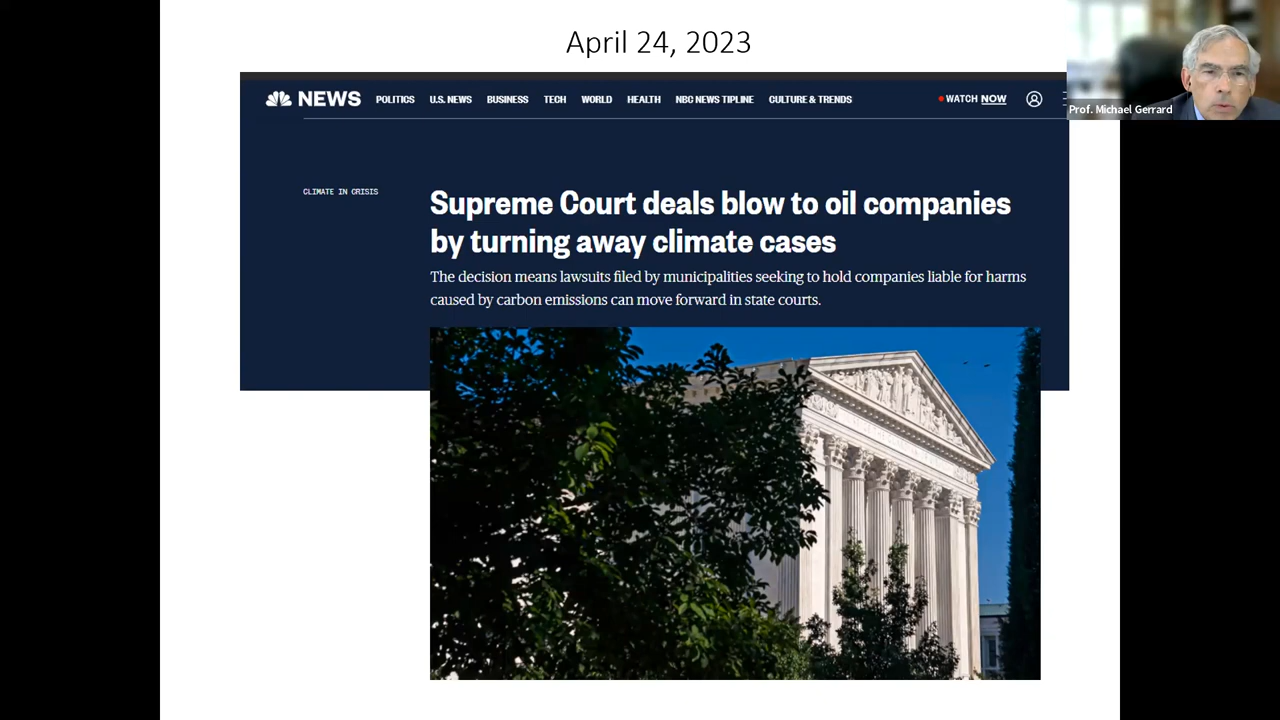 April 24, 2023
NEWS POLITICS U.S. NEWS BUSINESS TECH WORLD HEALTH NBC NEWS TIPLINE CULTURE & TRENDS WATCH NOW
Prof. Michael Gerrard
CLIMATE IN CRISIS
Supreme Court deals blow to oil companies
by turning away climate cases
The decision means lawsuits filed by municipalities seeking to hold companies liable for harms
caused by carbon emissions can move forward in state courts.